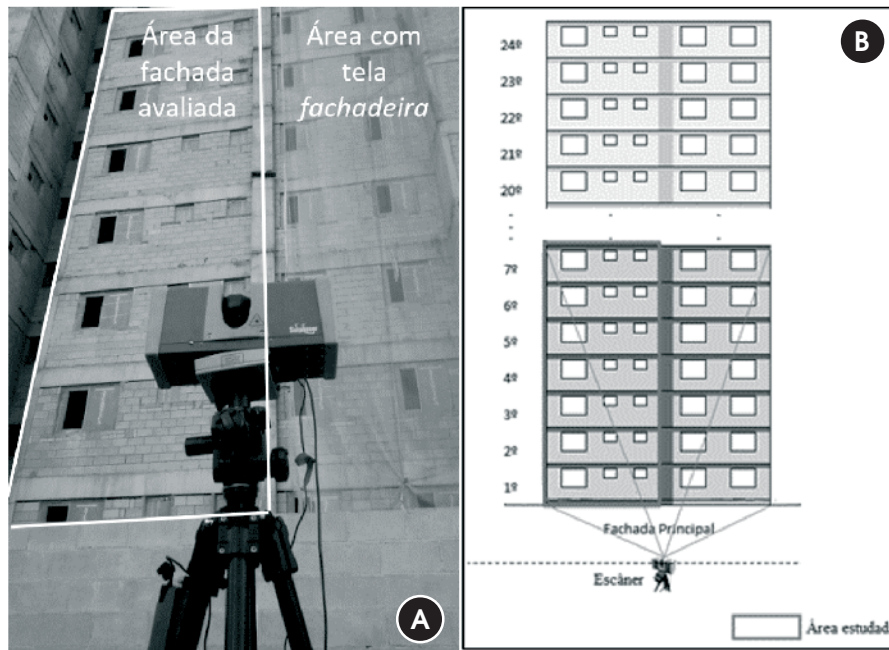 Área da
fachada
avaliada
Área com
tela
fachadeira
A
B
24º
23º
22º
21º
20º
7º
6º
5º
4º
3º
2º
1º
Fachada Principal
Escâner
Área estudad